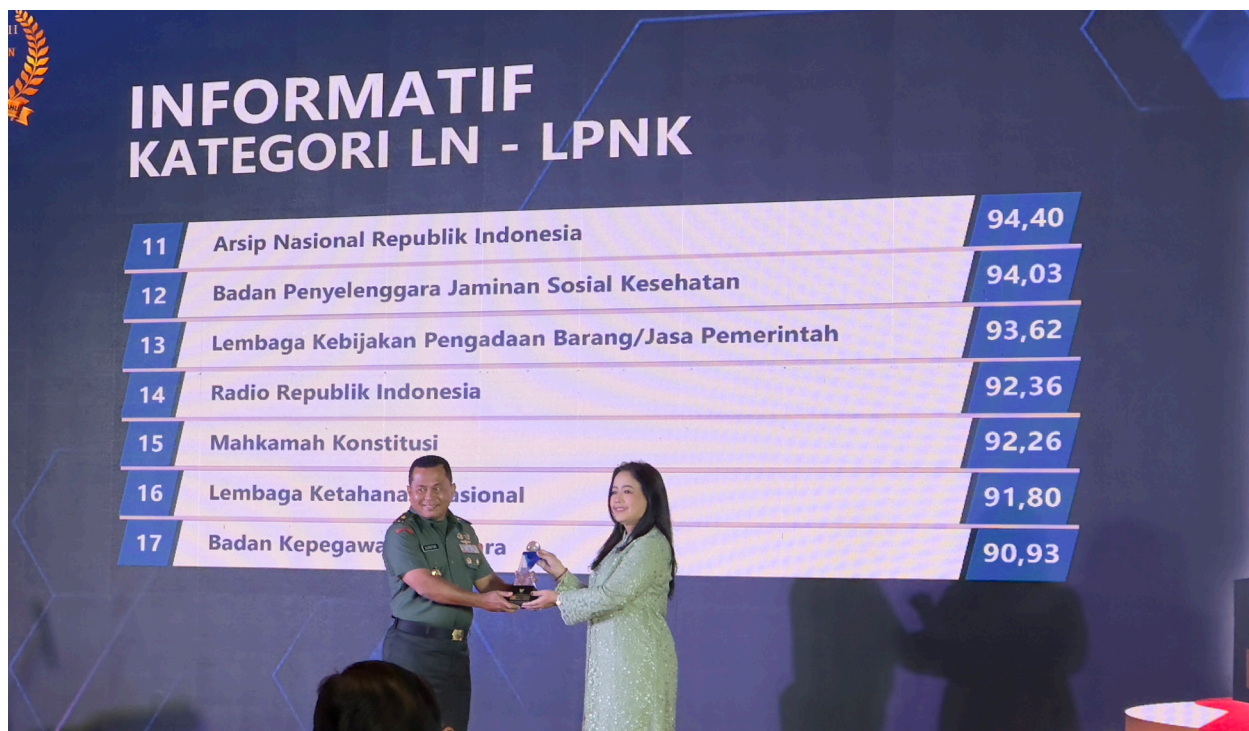 INFORMATIF
KATEGORI LN - LPNK
11 Arsip Nasional Republik Indonesia 94,40
12 Badan Penyelenggara Jaminan Sosial Kesehatan 94,03
13 Lembaga Kebijakan Pengadaan Barang/Jasa Pemerintah 93,62
14 Radio Republik Indonesia 92,36
15 Mahkamah Konstitusi 92,26
16 Lembaga Ketahana asional 91,80
17 Badan Kepegawa ra 90,93